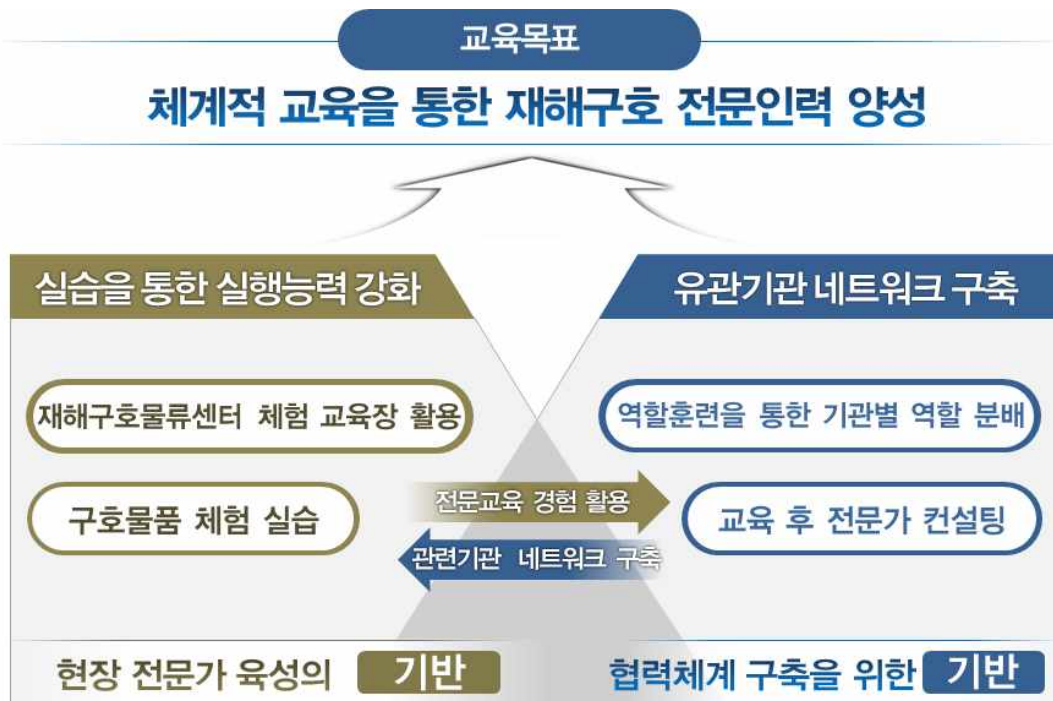 교육목표
체계적 교육을 통한 재해구호 전문인력 양성
실습을 통한 실행능력 강화
유관기관 네트워크 구축
재해구호물류센터 체험 교육장 활용
역할훈련을 통한 기관별 역할 분배
구호물품 체험 실습
전문교육 경험 활용
교육 후 전문가 컨설팅
관련기관 네트워크 구축
현장 전문가 육성의 기반
협력체계 구축을 위한 기반